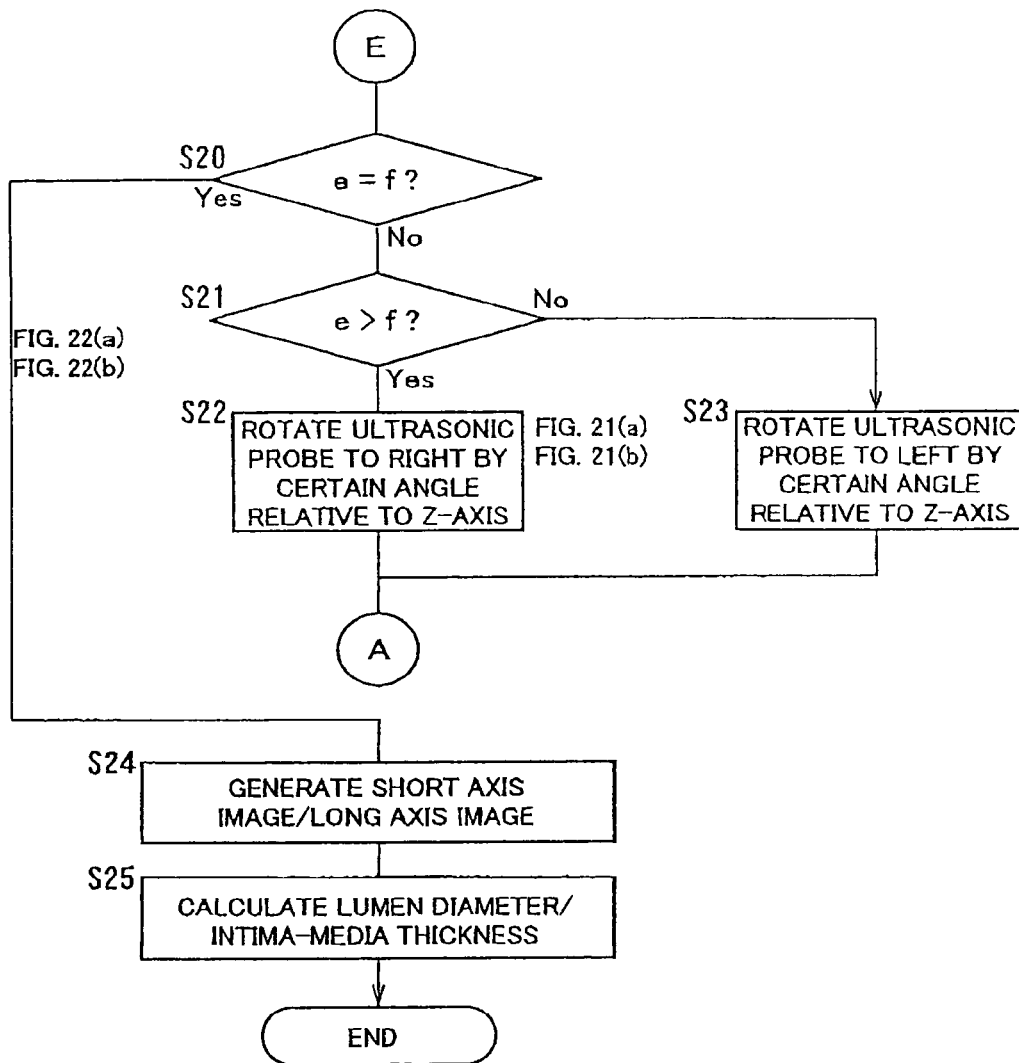 E
S20
e = f ?
Yes
No
S21
e > f ?
No
FIG. 22(a)
FIG. 22(b)
Yes
S22
ROTATE ULTRASONIC
PROBE TO RIGHT BY
CERTAIN ANGLE
RELATIVE TO Z-AXIS
FIG. 21(a)
FIG. 21(b)
S23
ROTATE ULTRASONIC
PROBE TO LEFT BY
CERTAIN ANGLE
RELATIVE TO Z-AXIS
A
S24
GENERATE SHORT AXIS
IMAGE/LONG AXIS IMAGE
S25
CALCULATE LUMEN DIAMETER/
INTIMA-MEDIA THICKNESS
END